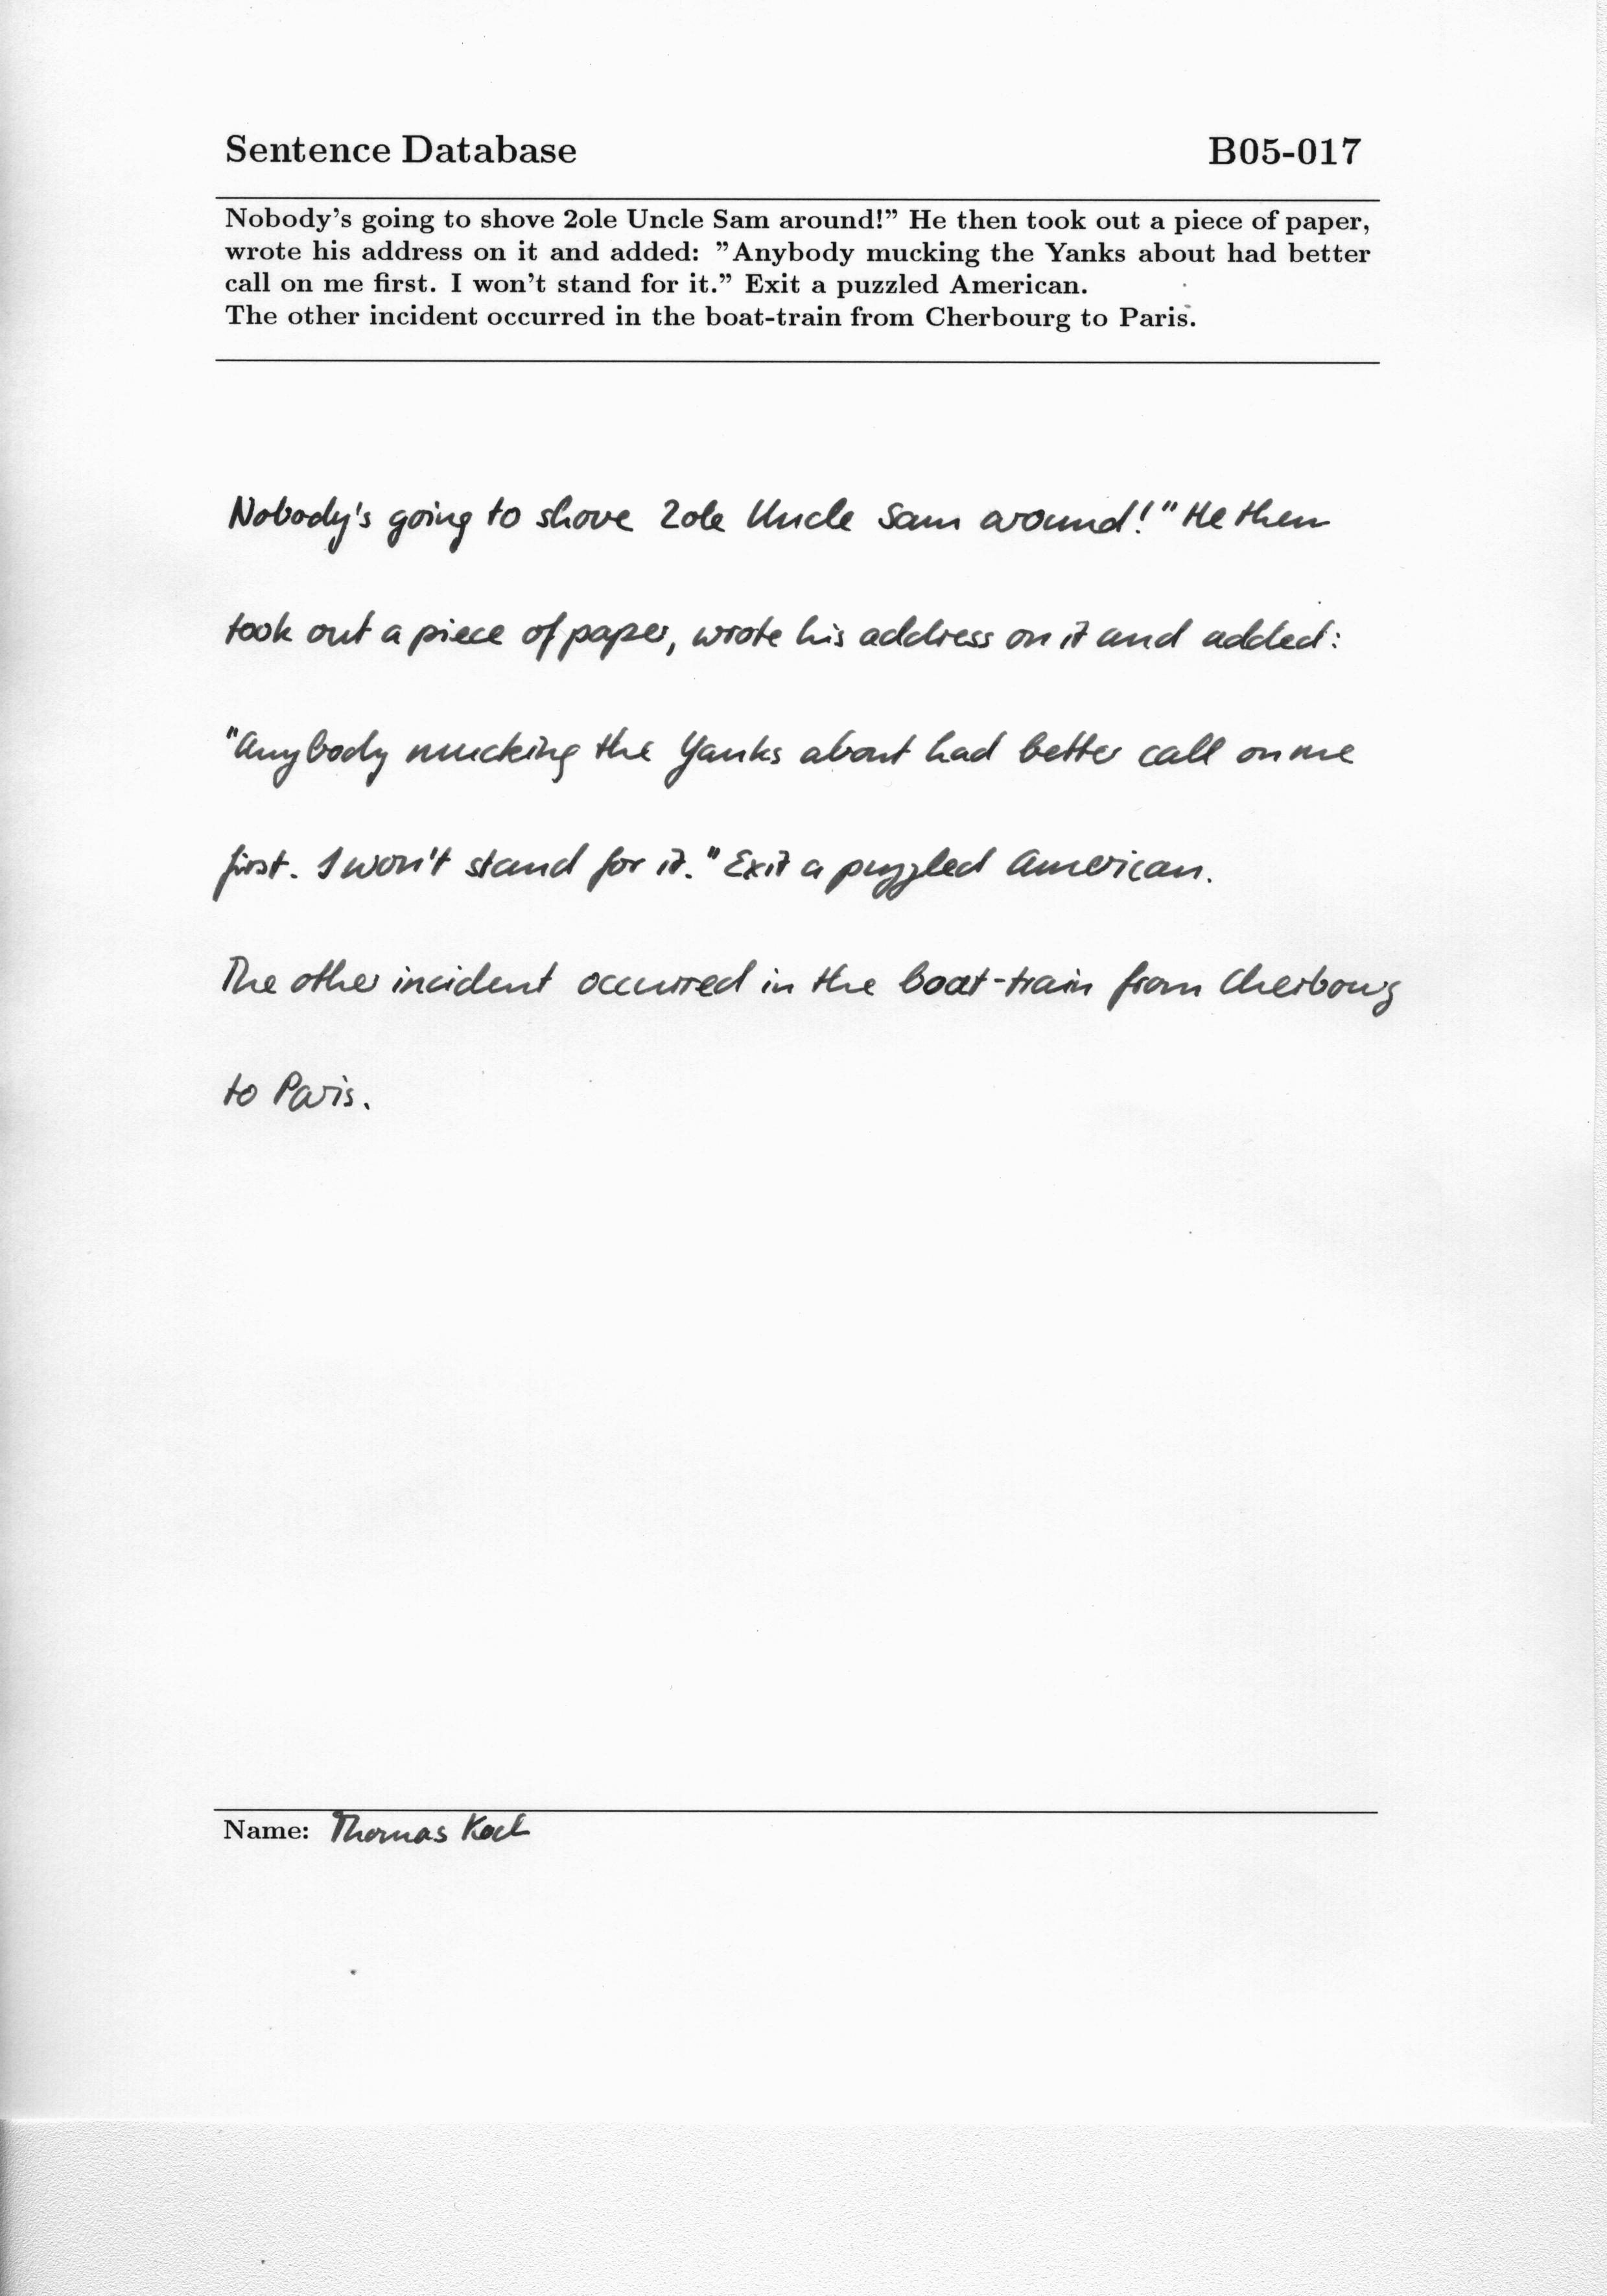 Sentence Database B05-017
Nobody's going to shove 2ole Uncle Sam around!" He then took out a piece of paper,
wrote his address on it and added: "Anybody mucking the Yanks about had better
call on me first. I won't stand for it." Exit a puzzled American.
The other incident occurred in the boat-train from Cherbourg to Paris.
Nobody's going to shove 2ole Uncle Sam around!" He then
took out a piece of paper, wrote his address on it and added:
"Anybody mucking the Yanks about had better call on me
first. I won't stand for it." Exit a puzzled American.
The other incident occurred in the boat-train from Cherbourg
to Paris.
Name: Thomas Koch